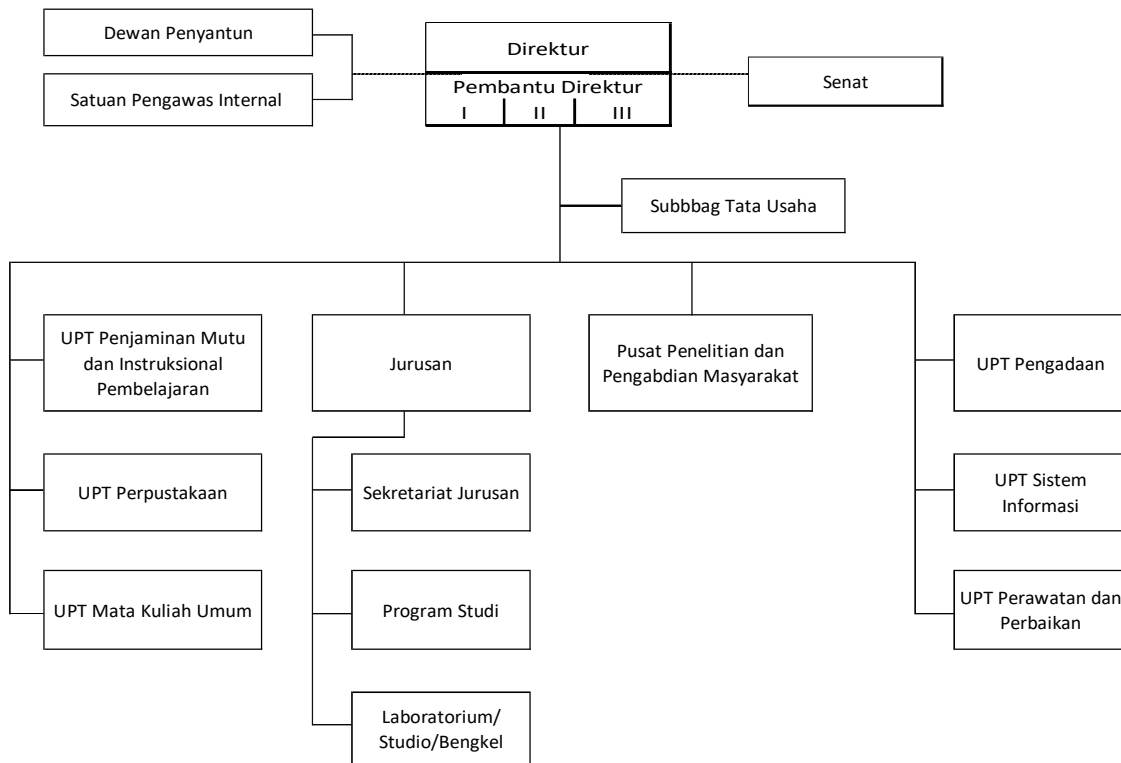 Dewan Penyantun
Direktur
Satuan Pengawas Internal
Pembantu Direktur
I II III
Senat
Subbbag Tata Usaha
UPT Penjaminan Mutu
dan Instruksional
Pembelajaran
Jurusan
Pusat Penelitian dan
Pengabdian Masyarakat
UPT Pengadaan
UPT Perpustakaan
Sekretariat Jurusan
UPT Sistem
Informasi
UPT Mata Kuliah Umum
Program Studi
UPT Perawatan dan
Perbaikan
Laboratorium/
Studio/Bengkel